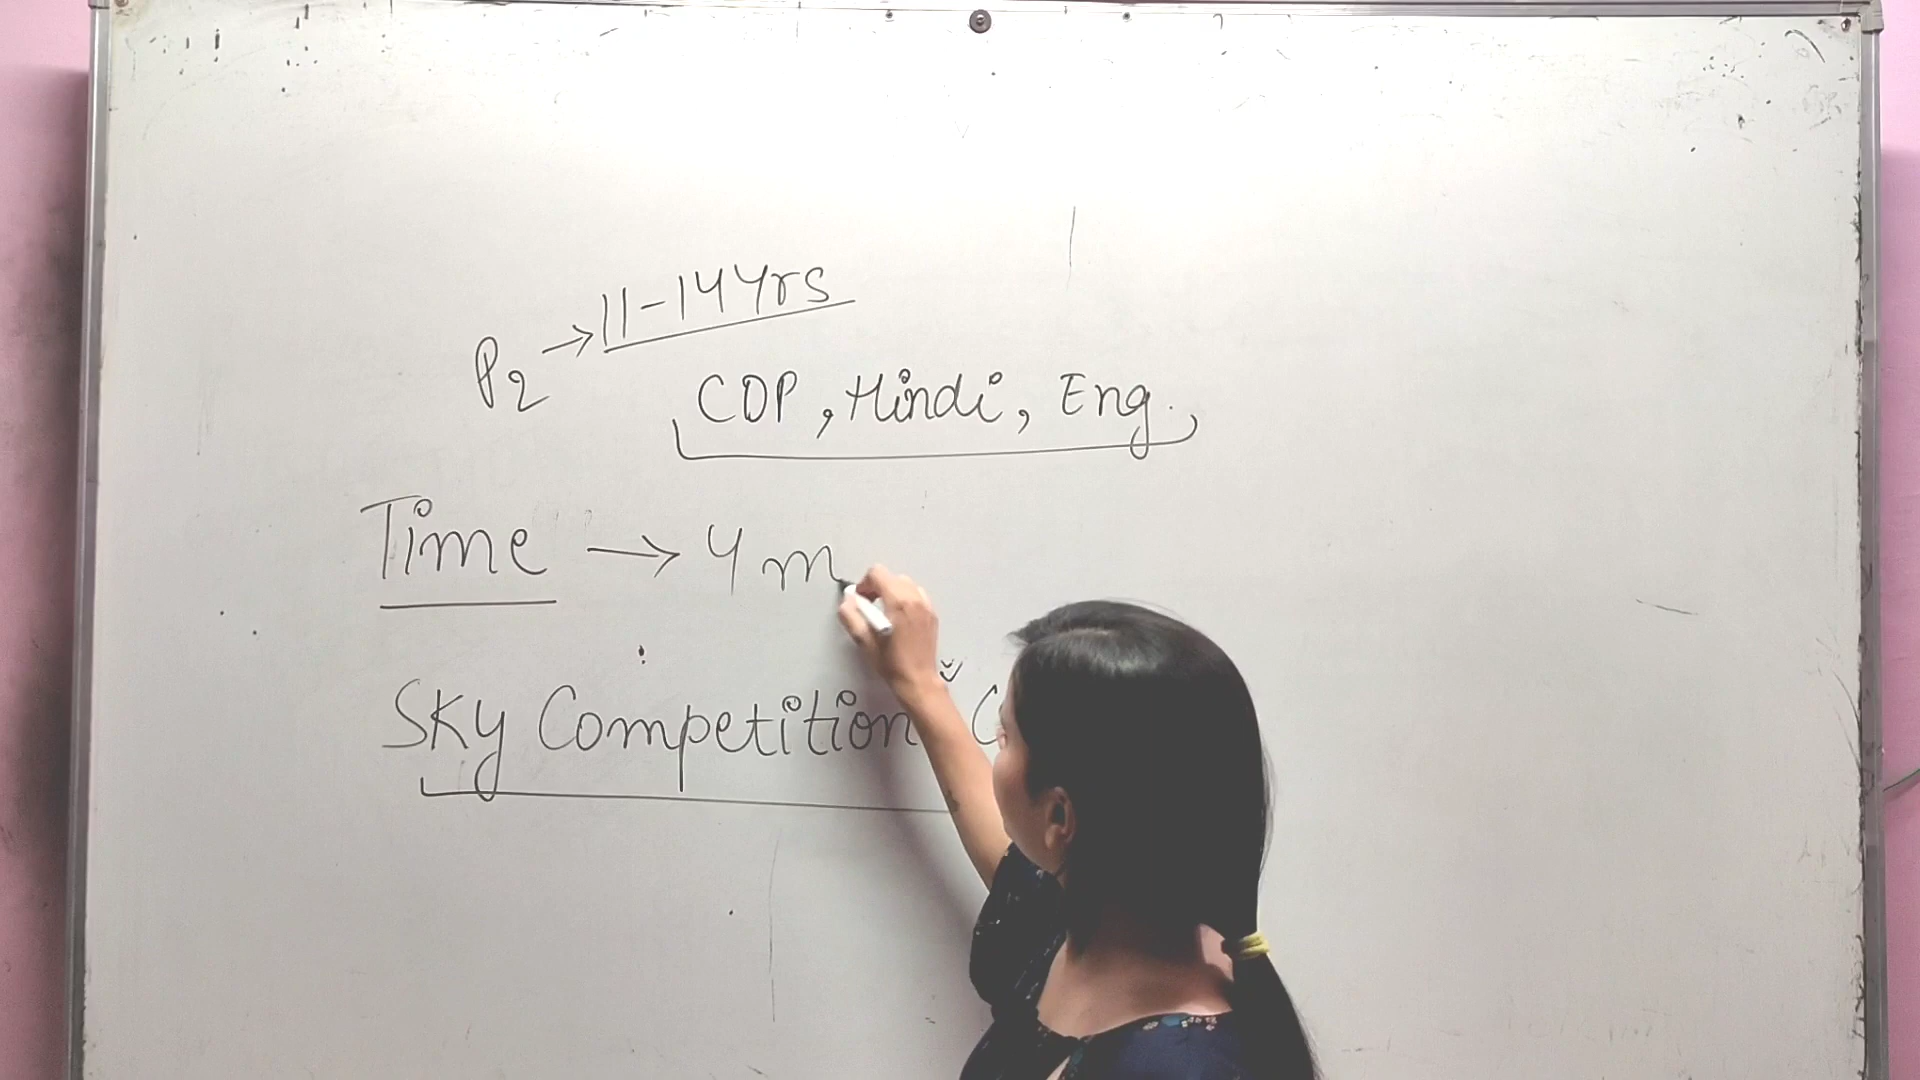 P2 → 11-14 Yrs
CDP, Hindi, Eng.,
Time → 4 m
Sky Competition C